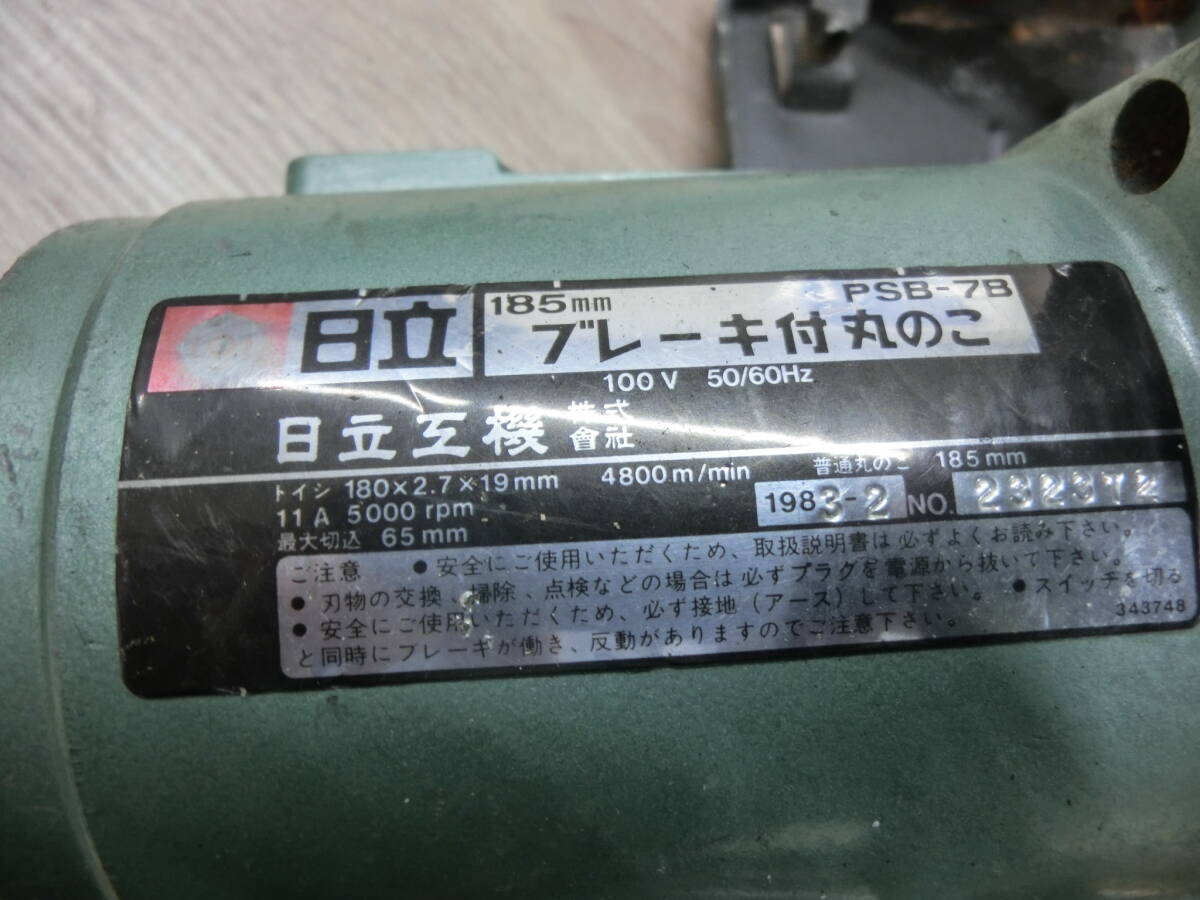 日立
185mm PSB-7B
ブレーキ付丸のこ
100V 50/60Hz
日立工機株式會社
トイシ 180×2.7×19mm 4800m/min 普通丸のこ 185mm
11A 5000rpm 1983-2 NO. 232372
最大切込 65mm
ご注意 ●安全にご使用いただくため、取扱説明書は必ずよくお読み下さい。
●刃物の交換、掃除、点検などの場合は必ずプラグを電源から抜いて下さい。
●安全にご使用いただくため、必ず接地(アース)して下さい。 ●スイッチを切る
と同時にブレーキが働き、反動がありますのでご注意下さい。 343748